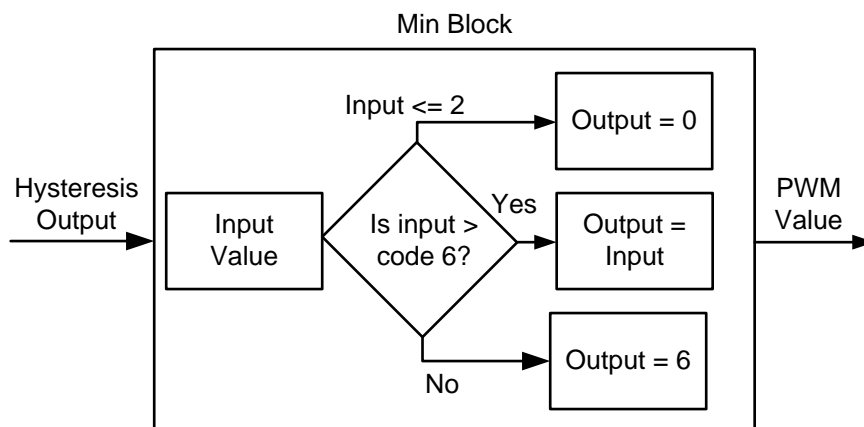 Min Block
Input <= 2
Output = 0
Hysteresis
Output
Input
Value
Is input >
code 6?
Yes
Output =
Input
PWM
Value
No
Output = 6